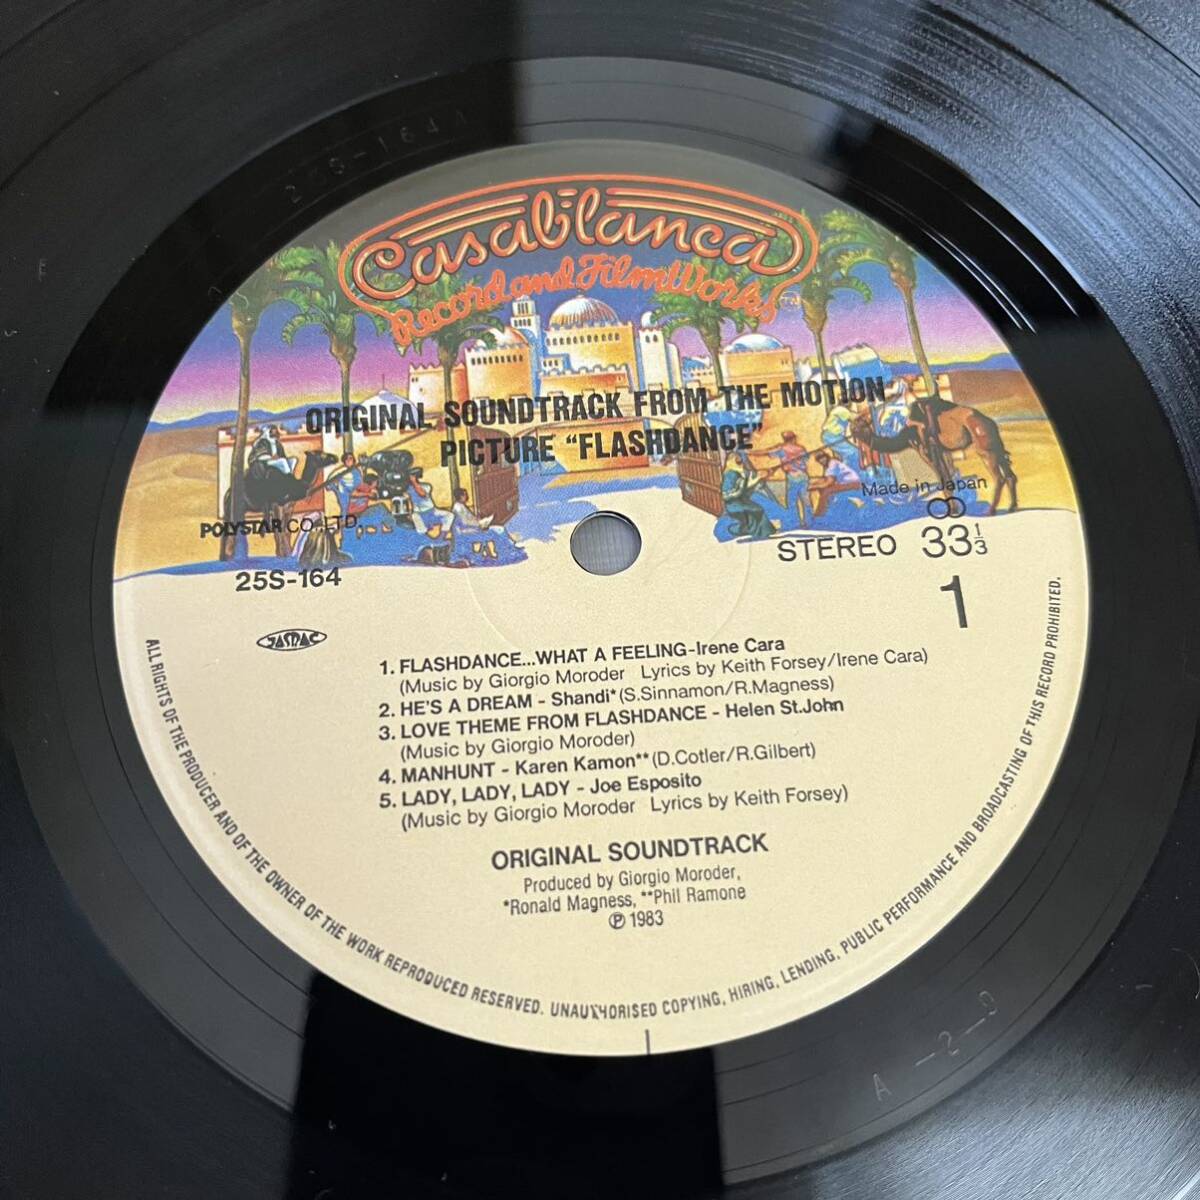 Casablanca
Record and FilmWorks
TM
ORIGINAL SOUNDTRACK FROM THE MOTION
PICTURE "FLASHDANCE"
Made in Japan
POLYSTAR CO., LTD.
STEREO 33 1/3
25S-164
1
JASRAC
1. FLASHDANCE...WHAT A FEELING-Irene Cara
(Music by Giorgio Moroder Lyrics by Keith Forsey/Irene Cara)
2. HE'S A DREAM - Shandi* (S.Sinnamon/R.Magness)
3. LOVE THEME FROM FLASHDANCE - Helen St.John
(Music by Giorgio Moroder)
4. MANHUNT - Karen Kamon** (D.Cotler/R.Gilbert)
5. LADY, LADY, LADY - Joe Esposito
(Music by Giorgio Moroder Lyrics by Keith Forsey)
ORIGINAL SOUNDTRACK
Produced by Giorgio Moroder,
*Ronald Magness, **Phil Ramone
℗ 1983
ALL RIGHTS OF THE PRODUCER AND OF THE OWNER OF THE WORK REPRODUCED RESERVED. UNAUTHORISED COPYING, HIRING, LENDING, PUBLIC PERFORMANCE AND BROADCASTING OF THIS RECORD PROHIBITED.
A-2-0